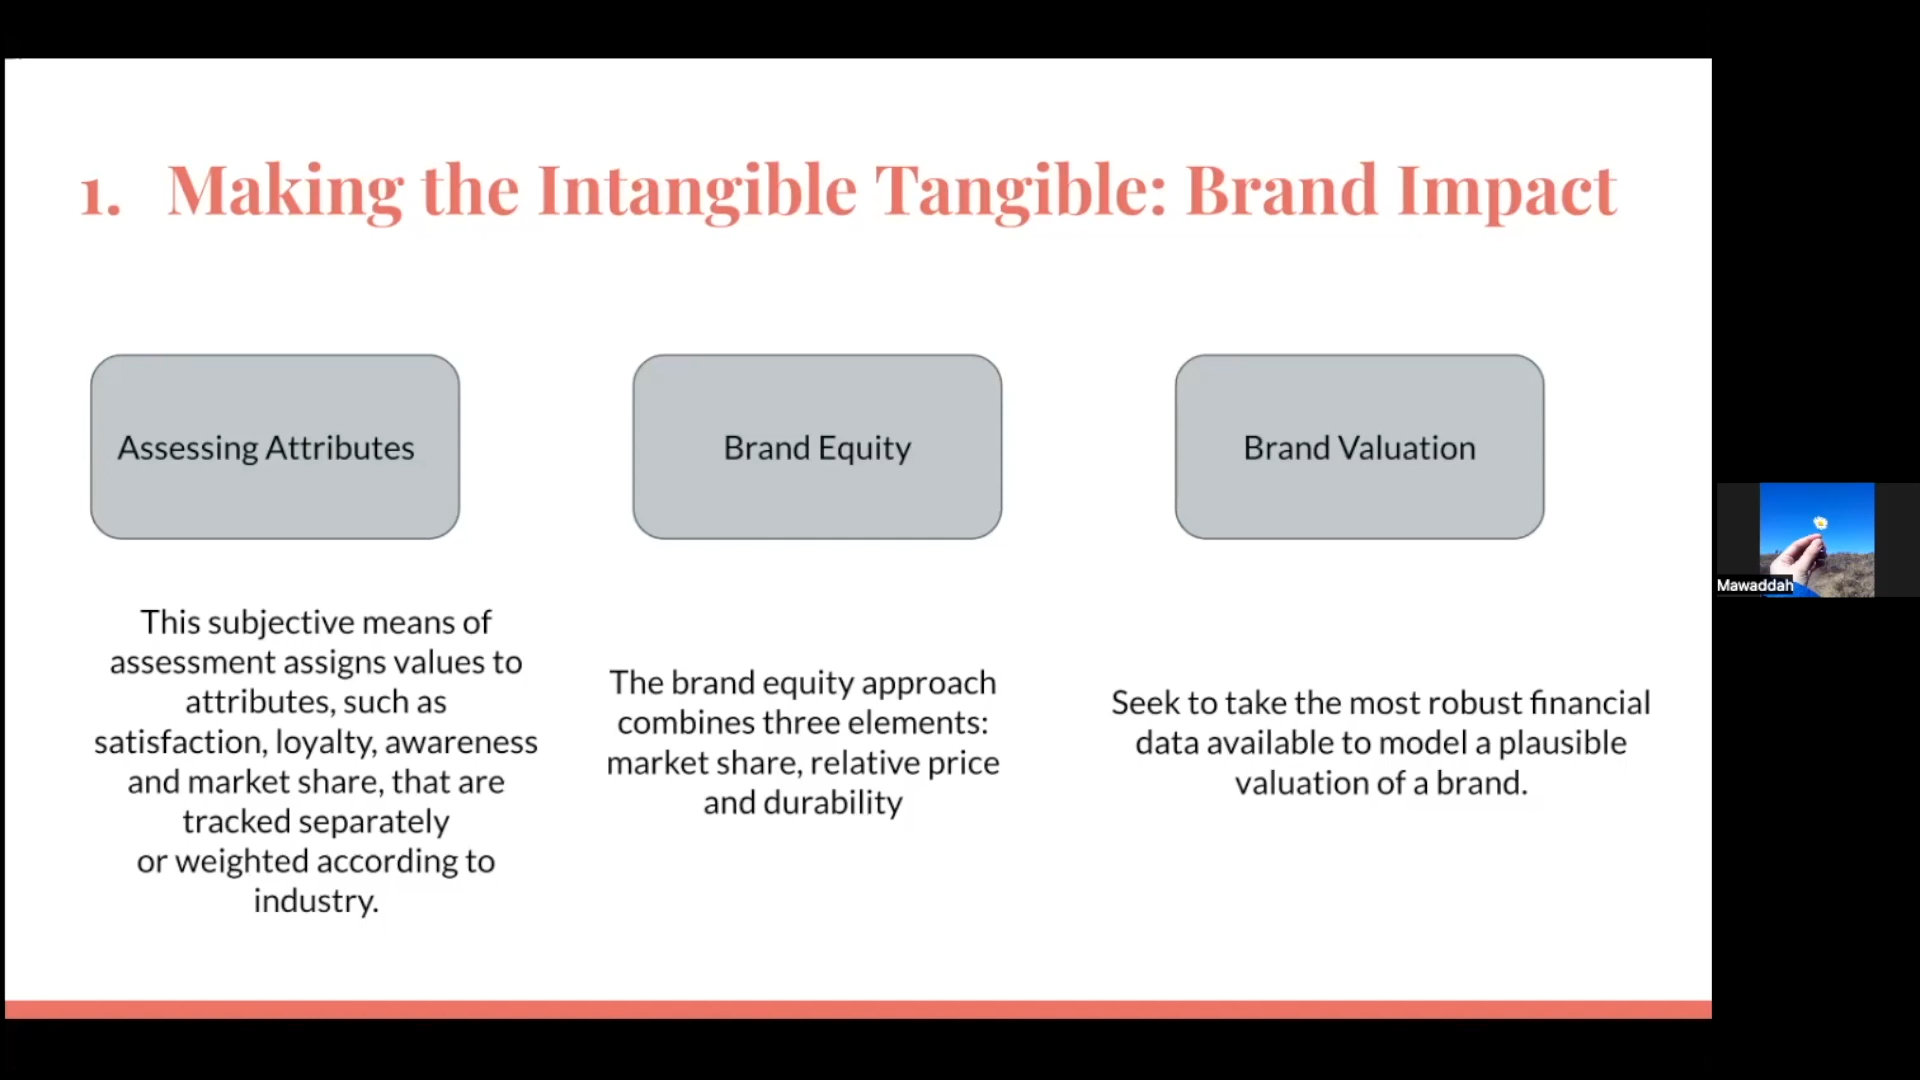 1. Making the Intangible Tangible: Brand Impact
Assessing Attributes
This subjective means of
assessment assigns values to
attributes, such as
satisfaction, loyalty, awareness
and market share, that are
tracked separately
or weighted according to
industry.
Brand Equity
The brand equity approach
combines three elements:
market share, relative price
and durability
Brand Valuation
Seek to take the most robust financial
data available to model a plausible
valuation of a brand.
Mawaddah